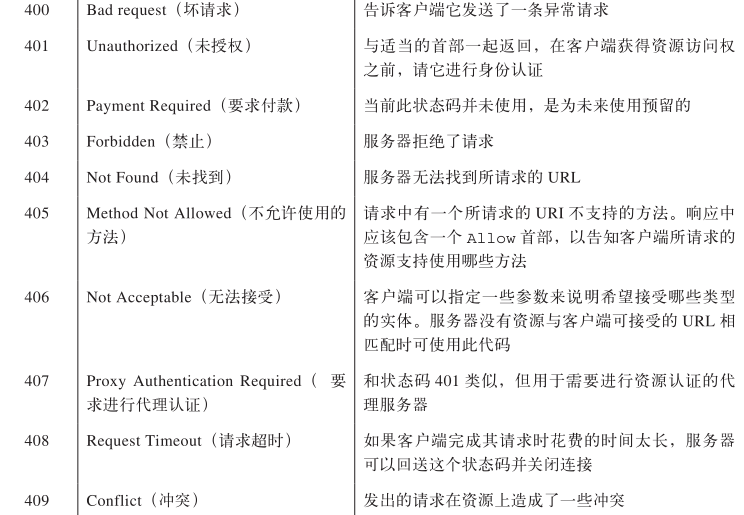 400 Bad request（坏请求） 告诉客户端它发送了一条异常请求
401 Unauthorized（未授权） 与适当的首部一起返回，在客户端获得资源访问权
之前，请它进行身份认证
402 Payment Required（要求付款） 当前此状态码并未使用，是为未来使用预留的
403 Forbidden（禁止） 服务器拒绝了请求
404 Not Found（未找到） 服务器无法找到所请求的 URL
405 Method Not Allowed（不允许使用的 请求中有一个所请求的 URI 不支持的方法。响应中
方法） 应该包含一个 Allow 首部，以告知客户端所请求的
资源支持使用哪些方法
406 Not Acceptable（无法接受） 客户端可以指定一些参数来说明希望接受哪些类型
的实体。服务器没有资源与客户端可接受的 URL 相
匹配时可使用此代码
407 Proxy Authentication Required（ 要 和状态码 401 类似，但用于需要进行资源认证的代
求进行代理认证） 理服务器
408 Request Timeout（请求超时） 如果客户端完成其请求时花费的时间太长，服务器
可以回送这个状态码并关闭连接
409 Conflict（冲突） 发出的请求在资源上造成了一些冲突